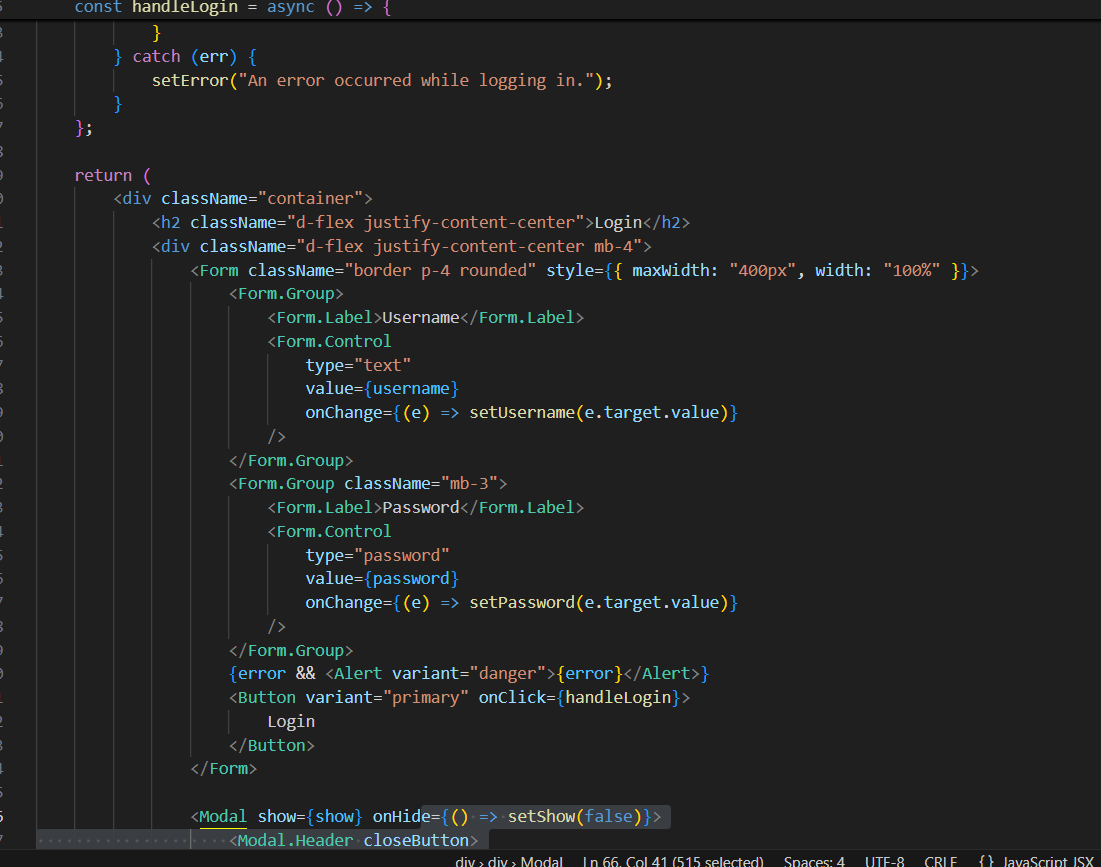 const handleLogin = async () => {
}
} catch (err) {
setError("An error occurred while logging in.");
}
};
return (
<div className="container">
<h2 className="d-flex justify-content-center">Login</h2>
<div className="d-flex justify-content-center mb-4">
<Form className="border p-4 rounded" style={{ maxWidth: "400px", width: "100%" }}>
<Form.Group>
<Form.Label>Username</Form.Label>
<Form.Control
type="text"
value={username}
onChange={(e) => setUsername(e.target.value)}
/>
</Form.Group>
<Form.Group className="mb-3">
<Form.Label>Password</Form.Label>
<Form.Control
type="password"
value={password}
onChange={(e) => setPassword(e.target.value)}
/>
</Form.Group>
{error && <Alert variant="danger">{error}</Alert>}
<Button variant="primary" onClick={handleLogin}>
Login
</Button>
</Form>
<Modal show={show} onHide={() => setShow(false)}>
<Modal.Header closeButton>
div › div › Modal Ln 66, Col 41 (515 selected) Spaces: 4 UTF-8 CRLF {} JavaScript JSX